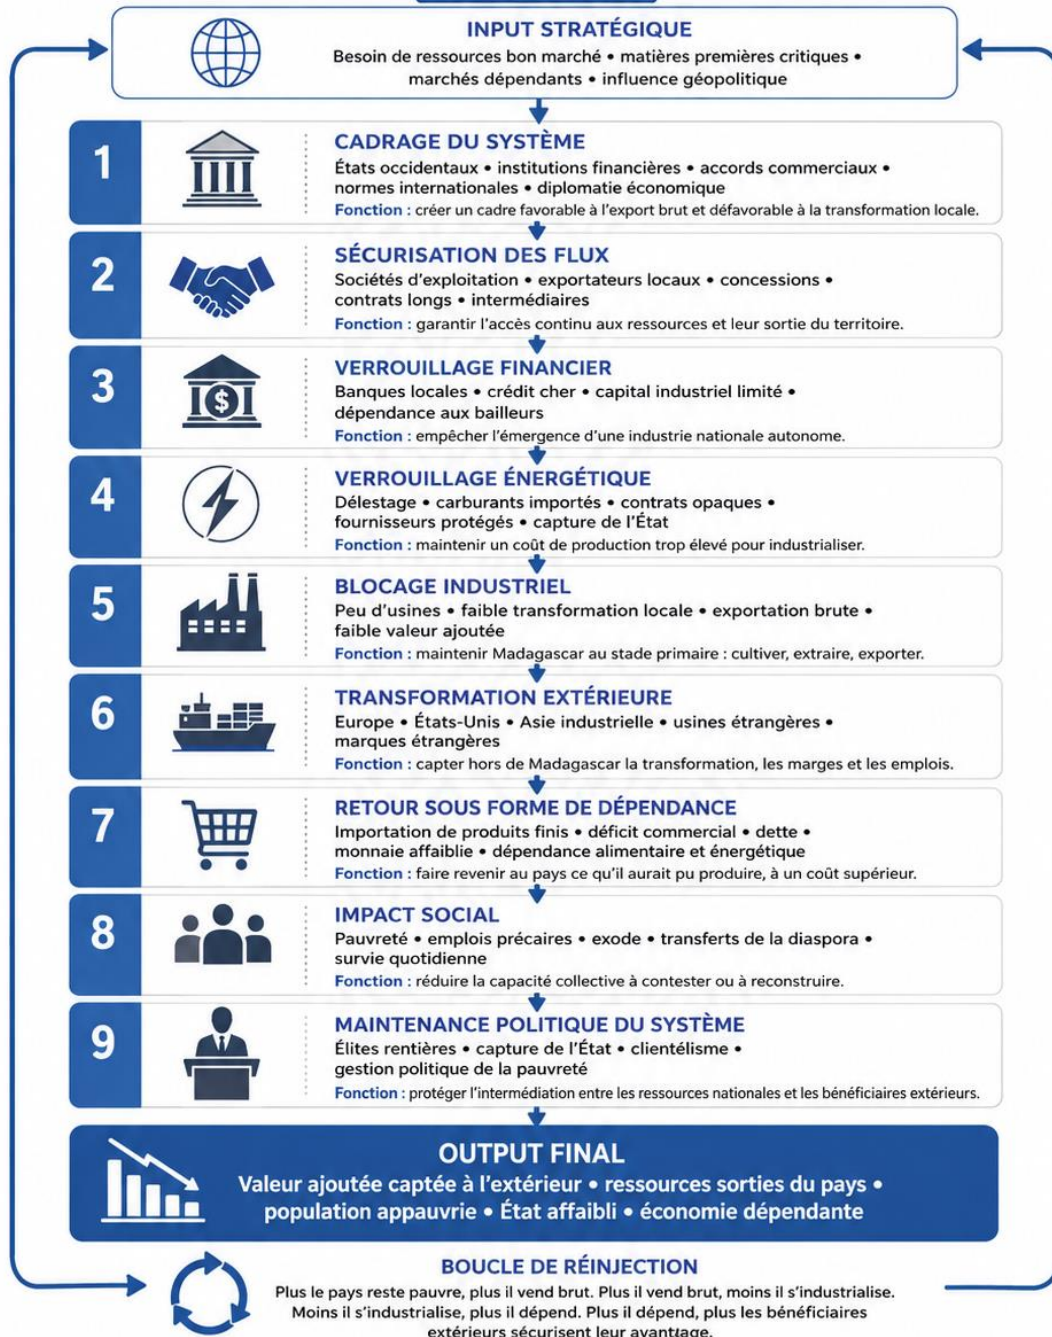 INPUT STRATÉGIQUE
Besoin de ressources bon marché • matières premières critiques •
marchés dépendants • influence géopolitique
1
CADRAGE DU SYSTÈME
États occidentaux • institutions financières • accords commerciaux •
normes internationales • diplomatie économique
Fonction : créer un cadre favorable à l'export brut et défavorable à la transformation locale.
2
SÉCURISATION DES FLUX
Sociétés d'exploitation • exportateurs locaux • concessions •
contrats longs • intermédiaires
Fonction : garantir l'accès continu aux ressources et leur sortie du territoire.
3
$
VERROUILLAGE FINANCIER
Banques locales • crédit cher • capital industriel limité •
dépendance aux bailleurs
Fonction : empêcher l'émergence d'une industrie nationale autonome.
4
VERROUILLAGE ÉNERGÉTIQUE
Délestage • carburants importés • contrats opaques •
fournisseurs protégés • capture de l'État
Fonction : maintenir un coût de production trop élevé pour industrialiser.
5
BLOCAGE INDUSTRIEL
Peu d'usines • faible transformation locale • exportation brute •
faible valeur ajoutée
Fonction : maintenir Madagascar au stade primaire : cultiver, extraire, exporter.
6
TRANSFORMATION EXTÉRIEURE
Europe • États-Unis • Asie industrielle • usines étrangères •
marques étrangères
Fonction : capter hors de Madagascar la transformation, les marges et les emplois.
7
RETOUR SOUS FORME DE DÉPENDANCE
Importation de produits finis • déficit commercial • dette •
monnaie affaiblie • dépendance alimentaire et énergétique
Fonction : faire revenir au pays ce qu'il aurait pu produire, à un coût supérieur.
8
IMPACT SOCIAL
Pauvreté • emplois précaires • exode • transferts de la diaspora •
survie quotidienne
Fonction : réduire la capacité collective à contester ou à reconstruire.
9
MAINTENANCE POLITIQUE DU SYSTÈME
Élites rentières • capture de l'État • clientélisme •
gestion politique de la pauvreté
Fonction : protéger l'intermédiation entre les ressources nationales et les bénéficiaires extérieurs.
OUTPUT FINAL
Valeur ajoutée captée à l'extérieur • ressources sorties du pays •
population appauvrie • État affaibli • économie dépendante
BOUCLE DE RÉINJECTION
Plus le pays reste pauvre, plus il vend brut. Plus il vend brut, moins il s'industrialise.
Moins il s'industrialise, plus il dépend. Plus il dépend, plus les bénéficiaires
extérieurs sécurisent leur avantage.